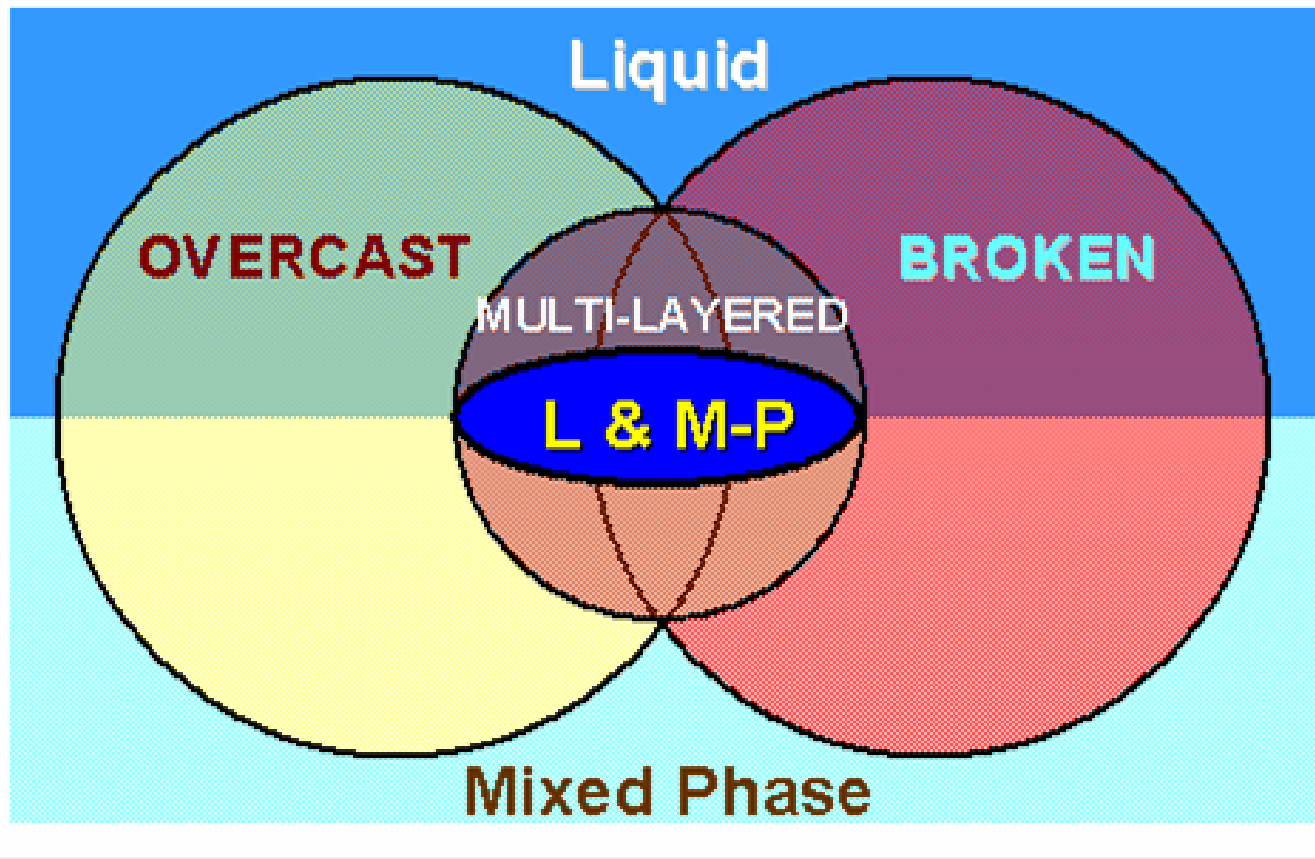 Liquid
OVERCAST
BROKEN
MULTI-LAYERED
L & M-P
Mixed Phase